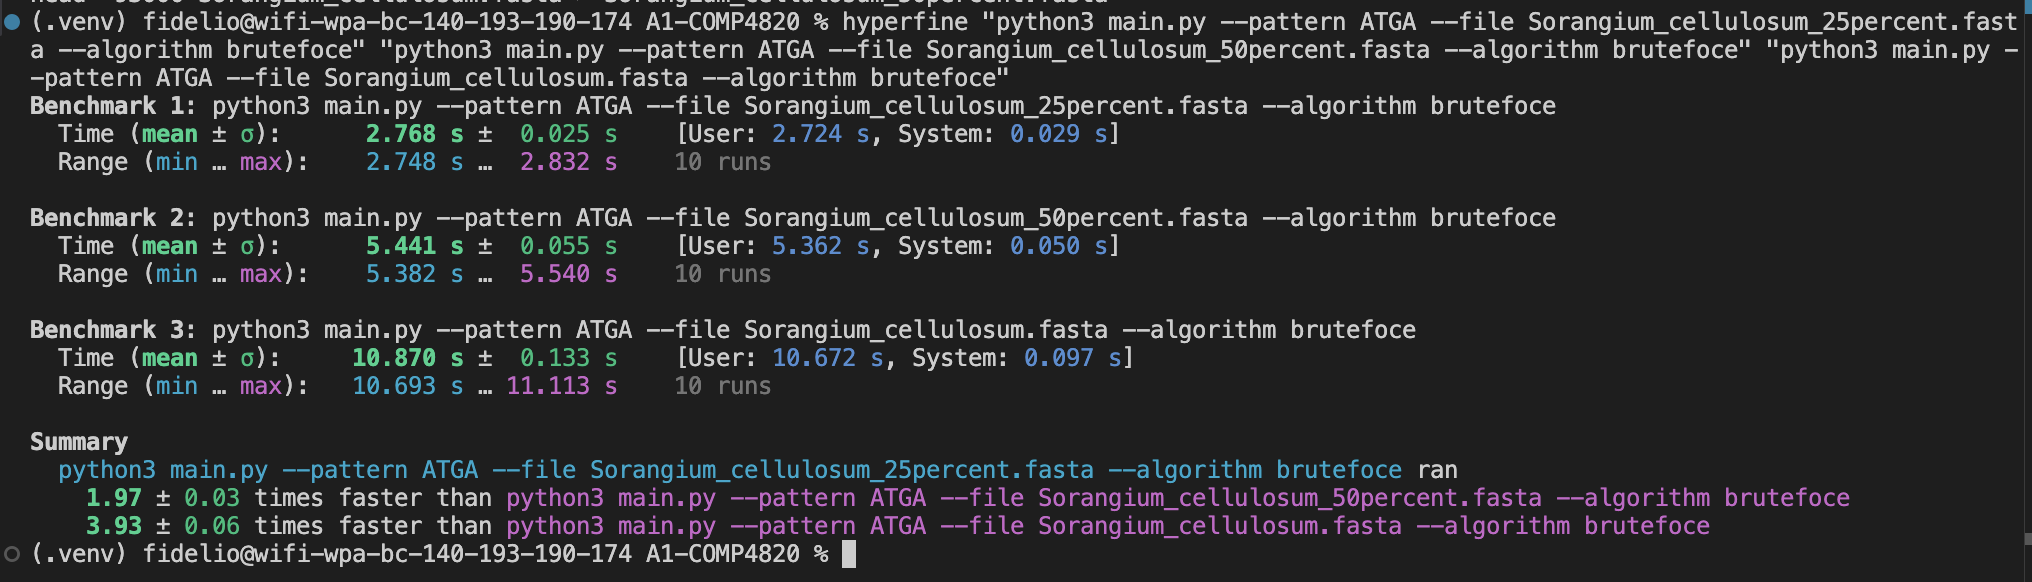 (.venv) fidelio@wifi-wpa-bc-140-193-190-174 A1-COMP4820 % hyperfine "python3 main.py --pattern ATGA --file Sorangium_cellulosum_25percent.fast
a --algorithm brutefoce" "python3 main.py --pattern ATGA --file Sorangium_cellulosum_50percent.fasta --algorithm brutefoce" "python3 main.py -
-pattern ATGA --file Sorangium_cellulosum.fasta --algorithm brutefoce"
Benchmark 1: python3 main.py --pattern ATGA --file Sorangium_cellulosum_25percent.fasta --algorithm brutefoce
Time (mean ± σ): 2.768 s ± 0.025 s [User: 2.724 s, System: 0.029 s]
Range (min … max): 2.748 s … 2.832 s 10 runs
Benchmark 2: python3 main.py --pattern ATGA --file Sorangium_cellulosum_50percent.fasta --algorithm brutefoce
Time (mean ± σ): 5.441 s ± 0.055 s [User: 5.362 s, System: 0.050 s]
Range (min … max): 5.382 s … 5.540 s 10 runs
Benchmark 3: python3 main.py --pattern ATGA --file Sorangium_cellulosum.fasta --algorithm brutefoce
Time (mean ± σ): 10.870 s ± 0.133 s [User: 10.672 s, System: 0.097 s]
Range (min … max): 10.693 s … 11.113 s 10 runs
Summary
python3 main.py --pattern ATGA --file Sorangium_cellulosum_25percent.fasta --algorithm brutefoce ran
1.97 ± 0.03 times faster than python3 main.py --pattern ATGA --file Sorangium_cellulosum_50percent.fasta --algorithm brutefoce
3.93 ± 0.06 times faster than python3 main.py --pattern ATGA --file Sorangium_cellulosum.fasta --algorithm brutefoce
(.venv) fidelio@wifi-wpa-bc-140-193-190-174 A1-COMP4820 %